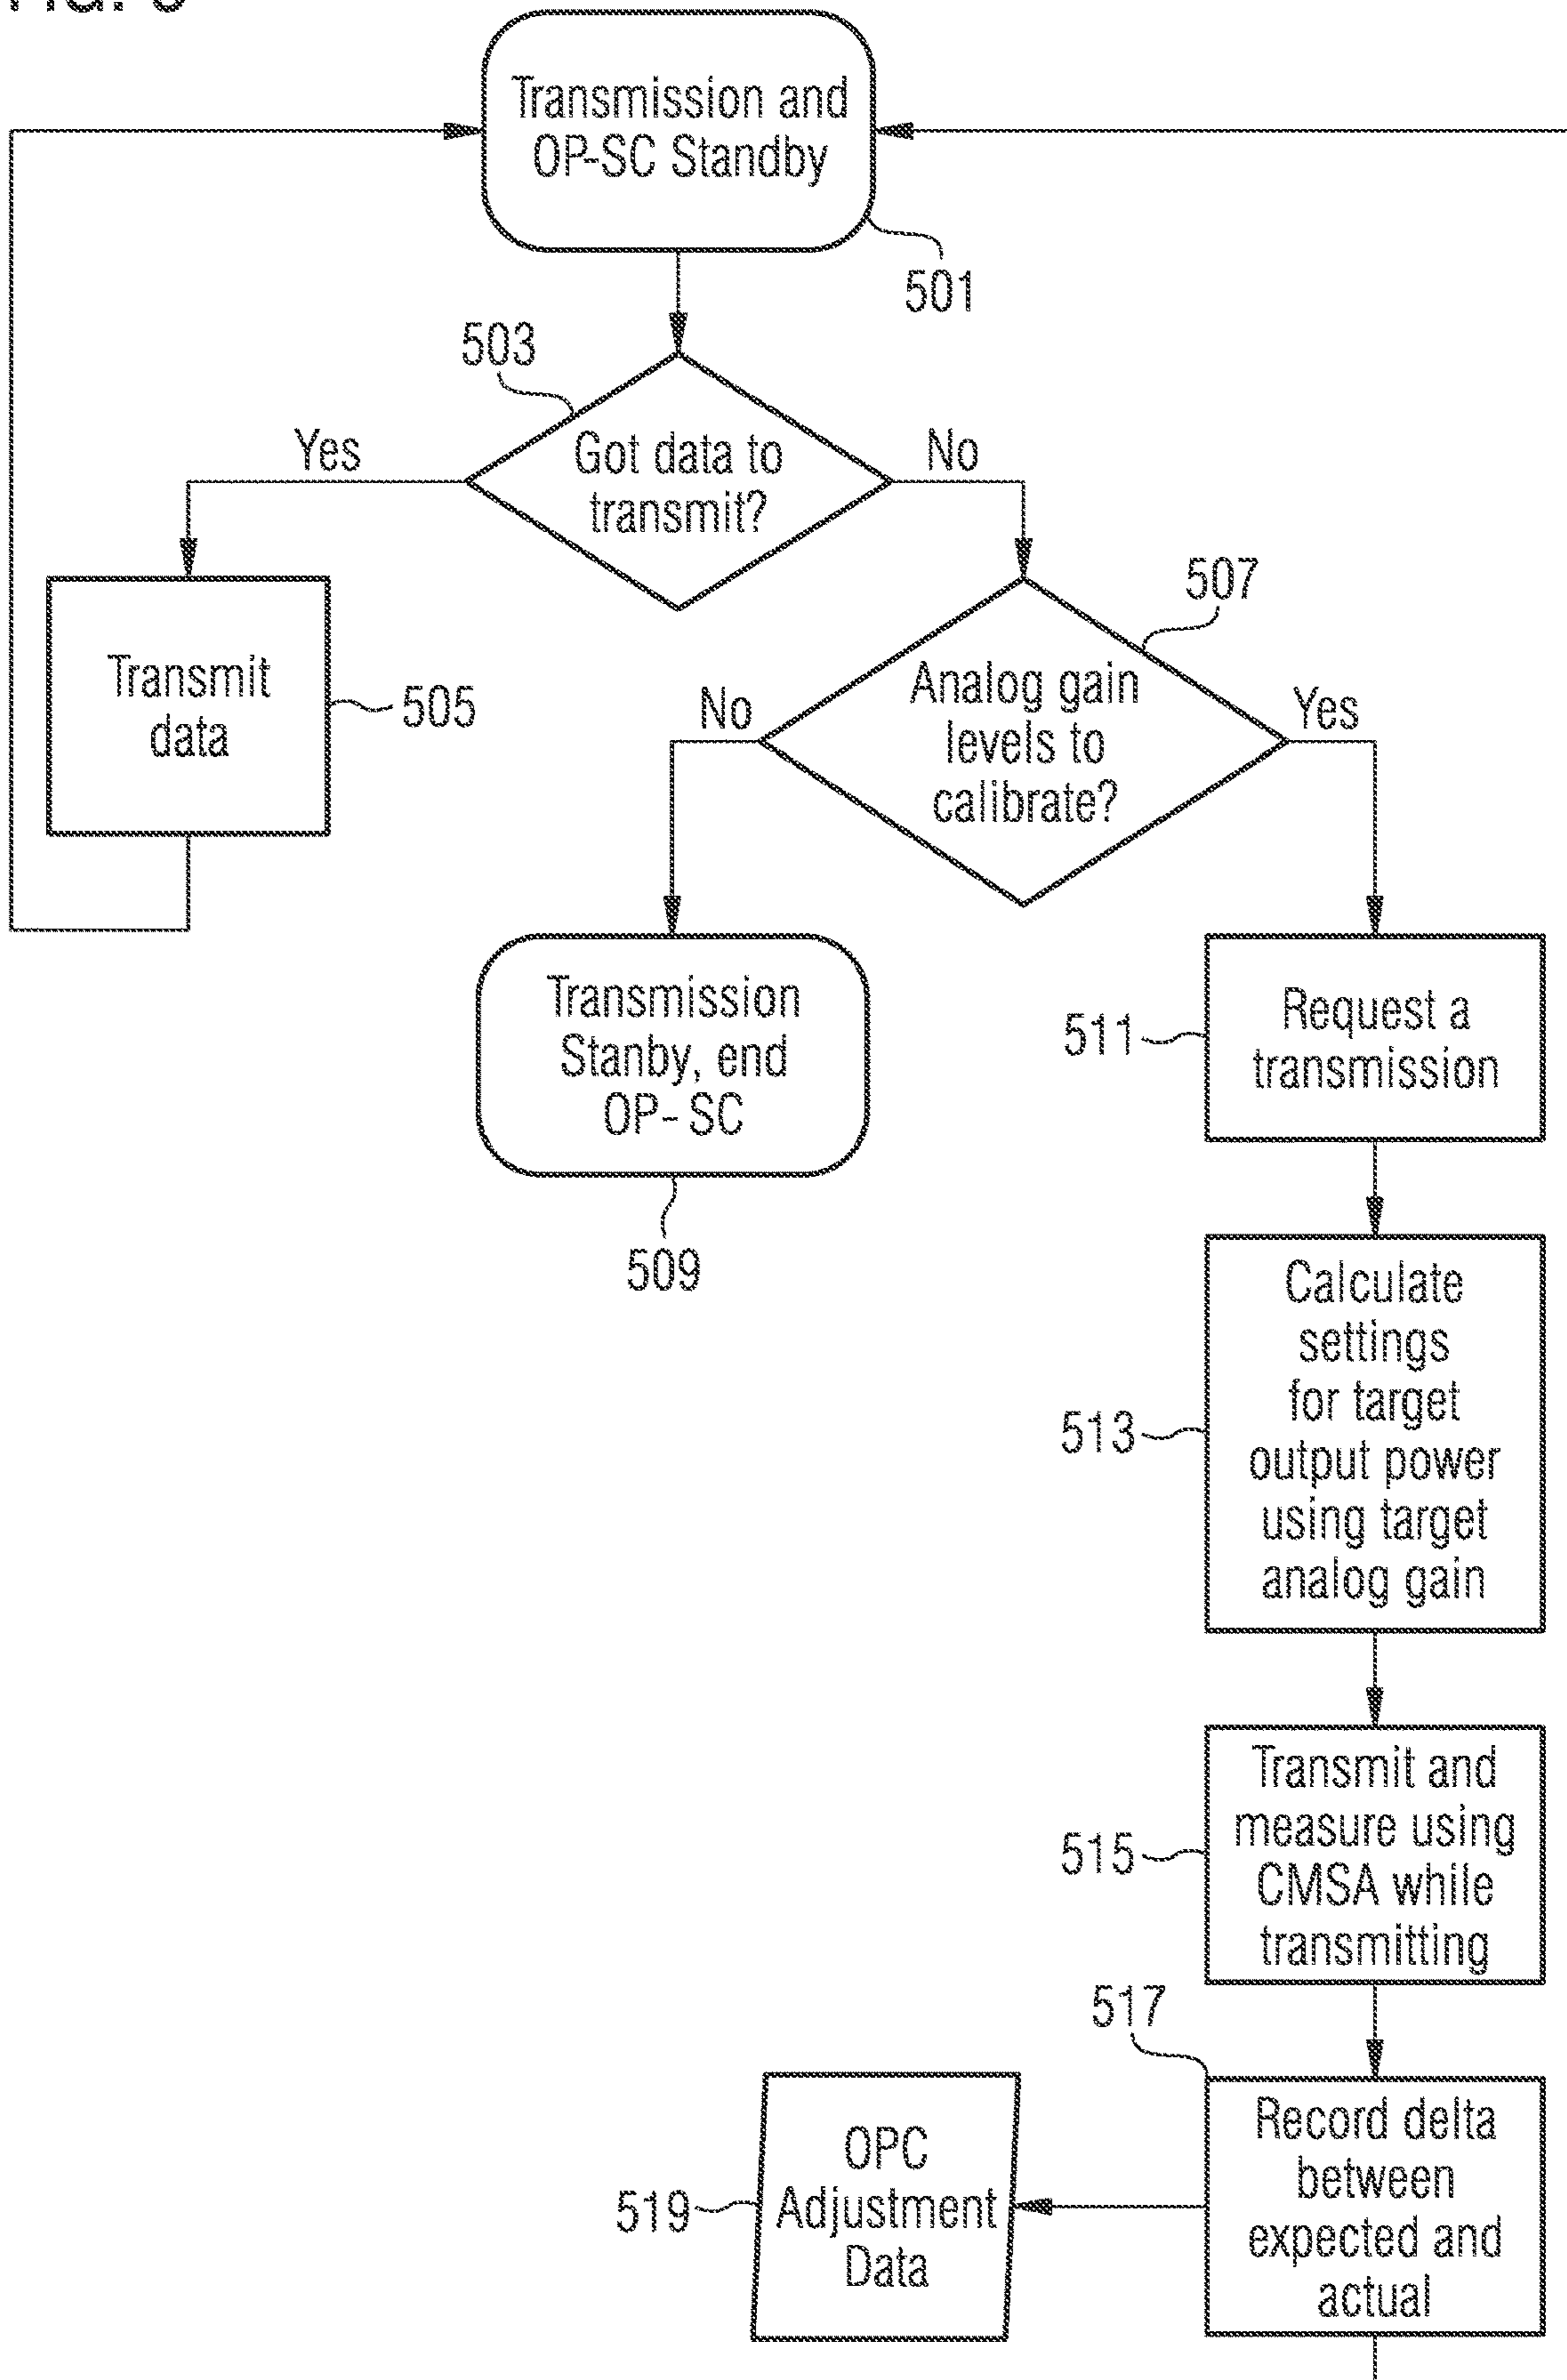 Transmission and
OP-SC Standby
501
503
Got data to
transmit?
Yes
No
507
Transmit
data
505
Analog gain
levels to
calibrate?
No
Yes
Transmission
Stanby, end
OP- SC
509
511
Request a
transmission
513
Calculate
settings
for target
output power
using target
analog gain
515
Transmit and
measure using
CMSA while
transmitting
517
Record delta
between
expected and
actual
519
OPC
Adjustment
Data